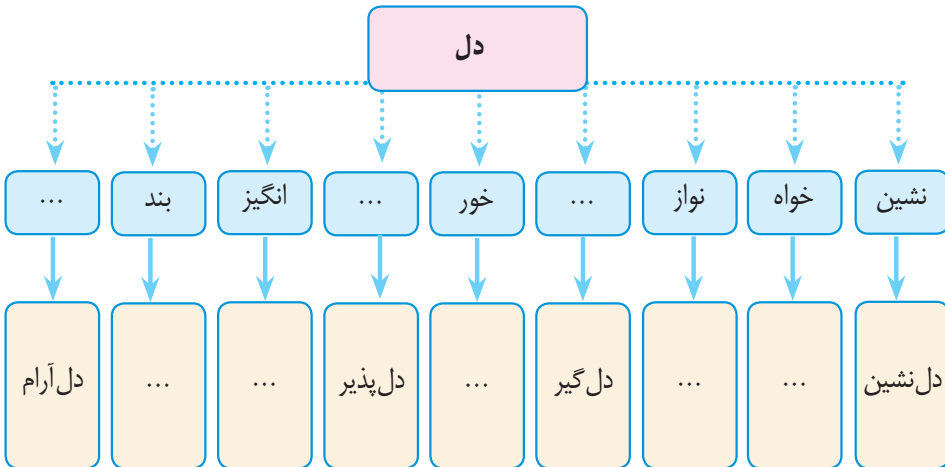 دل
نشین خواه نواز ... خور ... انگیز بند ...
دل‌نشین ... ... دل‌گیر ... دل‌پذیر ... ... دل‌آرام